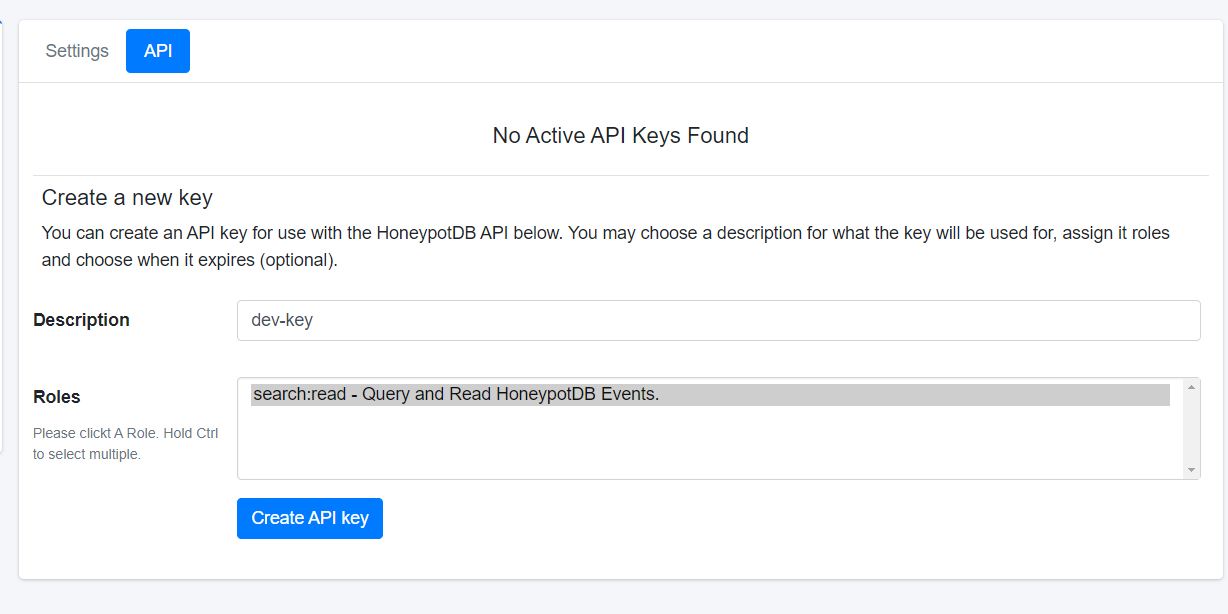 Settings API
No Active API Keys Found
Create a new key
You can create an API key for use with the HoneypotDB API below. You may choose a description for what the key will be used for, assign it roles
and choose when it expires (optional).
Description
dev-key
Roles
Please clickt A Role. Hold Ctrl
to select multiple.
search:read - Query and Read HoneypotDB Events.
Create API key